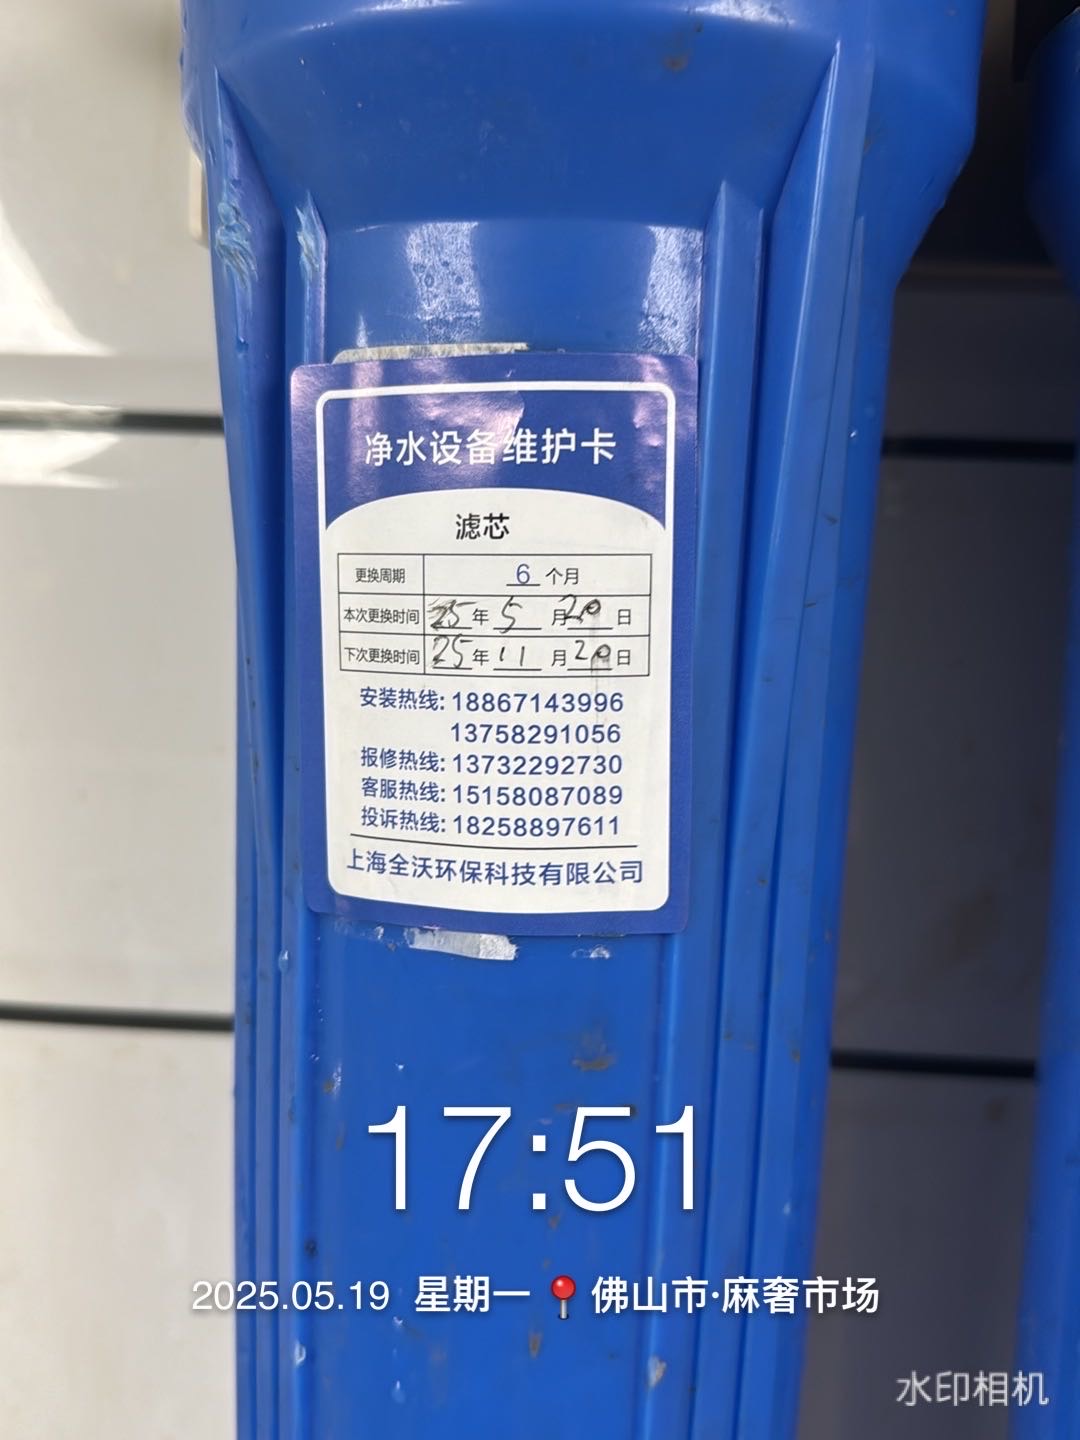 净水设备维护卡
滤芯
更换周期 6 个月
本次更换时间 25 年 5 月 20 日
下次更换时间 25 年 11 月 20 日
安装热线: 18867143996
13758291056
报修热线: 13732292730
客服热线: 15158087089
投诉热线: 18258897611
上海全沃环保科技有限公司
17:51
2025.05.19 星期一 佛山市·麻奢市场
水印相机